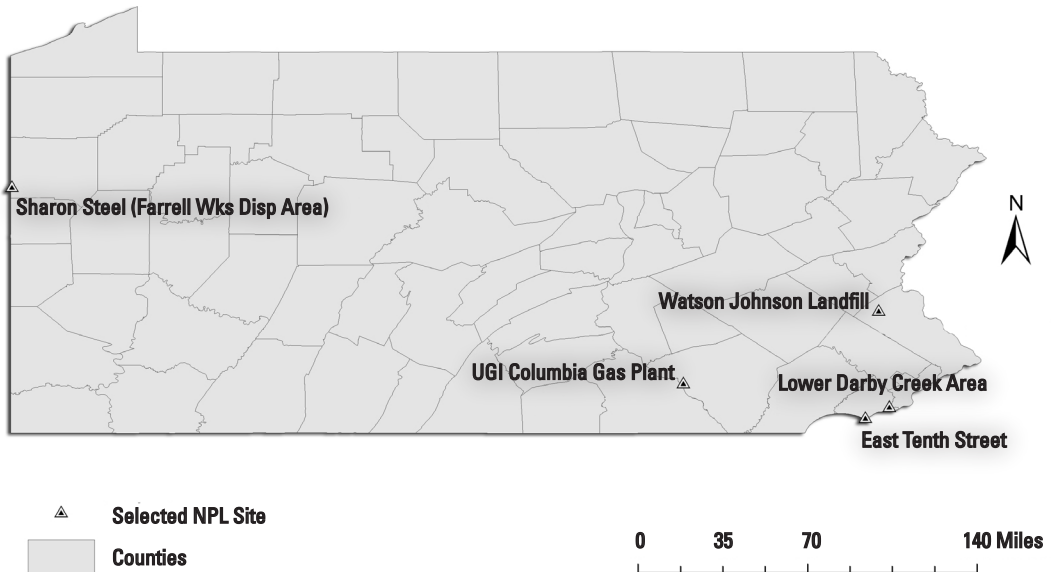 Sharon Steel (Farrell Wks Disp Area)
N
Watson Johnson Landfill
UGI Columbia Gas Plant
Lower Darby Creek Area
East Tenth Street
Selected NPL Site
Counties
0 35 70 140 Miles